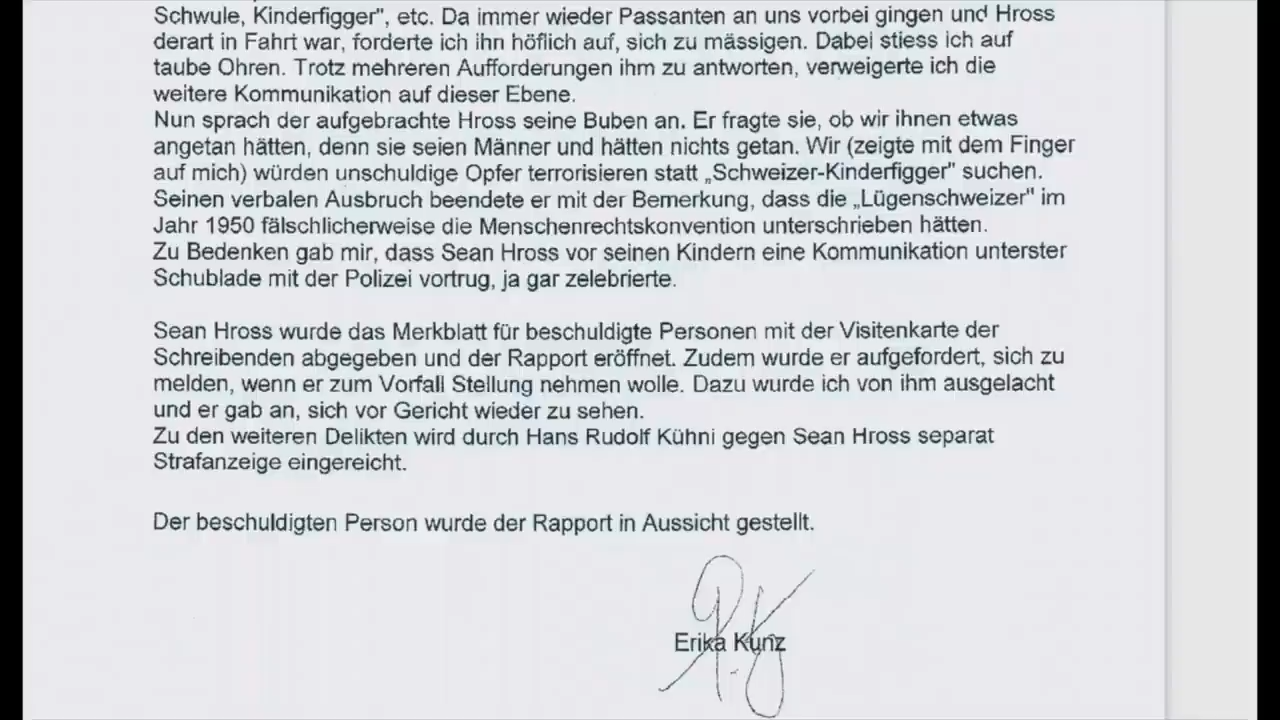 Schwule, Kinderfigger", etc. Da immer wieder Passanten an uns vorbei gingen und Hross
derart in Fahrt war, forderte ich ihn höflich auf, sich zu mässigen. Dabei stiess ich auf
taube Ohren. Trotz mehreren Aufforderungen ihm zu antworten, verweigerte ich die
weitere Kommunikation auf dieser Ebene.
Nun sprach der aufgebrachte Hross seine Buben an. Er fragte sie, ob wir ihnen etwas
angetan hätten, denn sie seien Männer und hätten nichts getan. Wir (zeigte mit dem Finger
auf mich) würden unschuldige Opfer terrorisieren statt „Schweizer-Kinderfigger" suchen.
Seinen verbalen Ausbruch beendete er mit der Bemerkung, dass die „Lügenschweizer" im
Jahr 1950 fälschlicherweise die Menschenrechtskonvention unterschrieben hätten.
Zu Bedenken gab mir, dass Sean Hross vor seinen Kindern eine Kommunikation unterster
Schublade mit der Polizei vortrug, ja gar zelebrierte.
Sean Hross wurde das Merkblatt für beschuldigte Personen mit der Visitenkarte der
Schreibenden abgegeben und der Rapport eröffnet. Zudem wurde er aufgefordert, sich zu
melden, wenn er zum Vorfall Stellung nehmen wolle. Dazu wurde ich von ihm ausgelacht
und er gab an, sich vor Gericht wieder zu sehen.
Zu den weiteren Delikten wird durch Hans Rudolf Kühni gegen Sean Hross separat
Strafanzeige eingereicht.
Der beschuldigten Person wurde der Rapport in Aussicht gestellt.
Erika Kunz